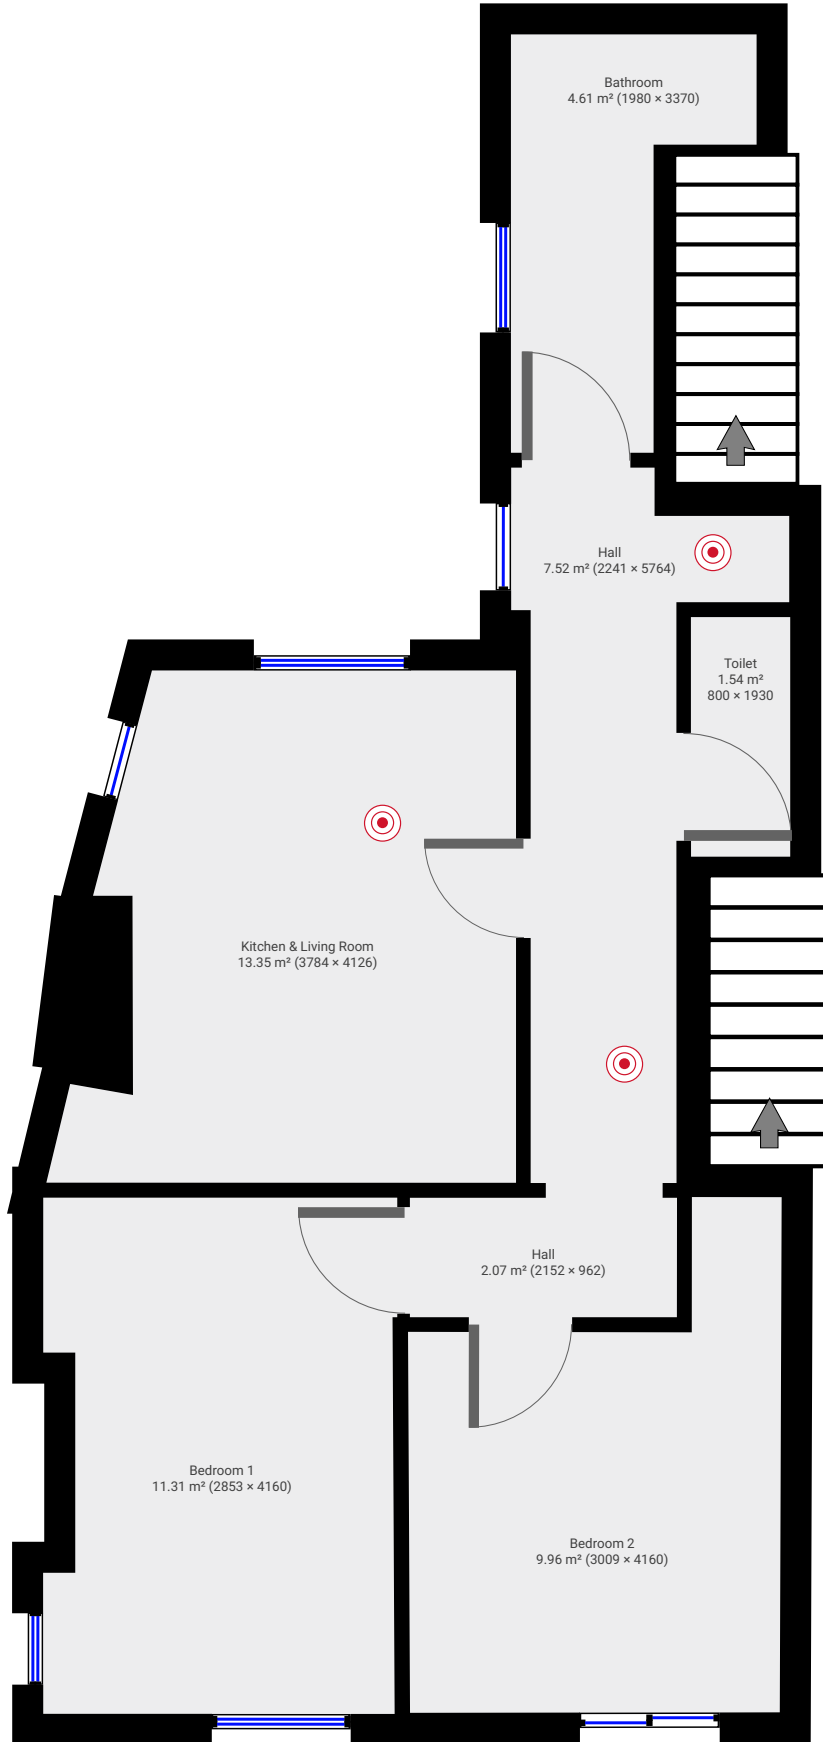 Bathroom
4.61 m² (1980 × 3370)
Hall
7.52 m² (2241 × 5764)
Toilet
1.54 m²
800 × 1930
Kitchen & Living Room
13.35 m² (3784 × 4126)
Hall
2.07 m² (2152 × 962)
Bedroom 1
11.31 m² (2853 × 4160)
Bedroom 2
9.96 m² (3009 × 4160)